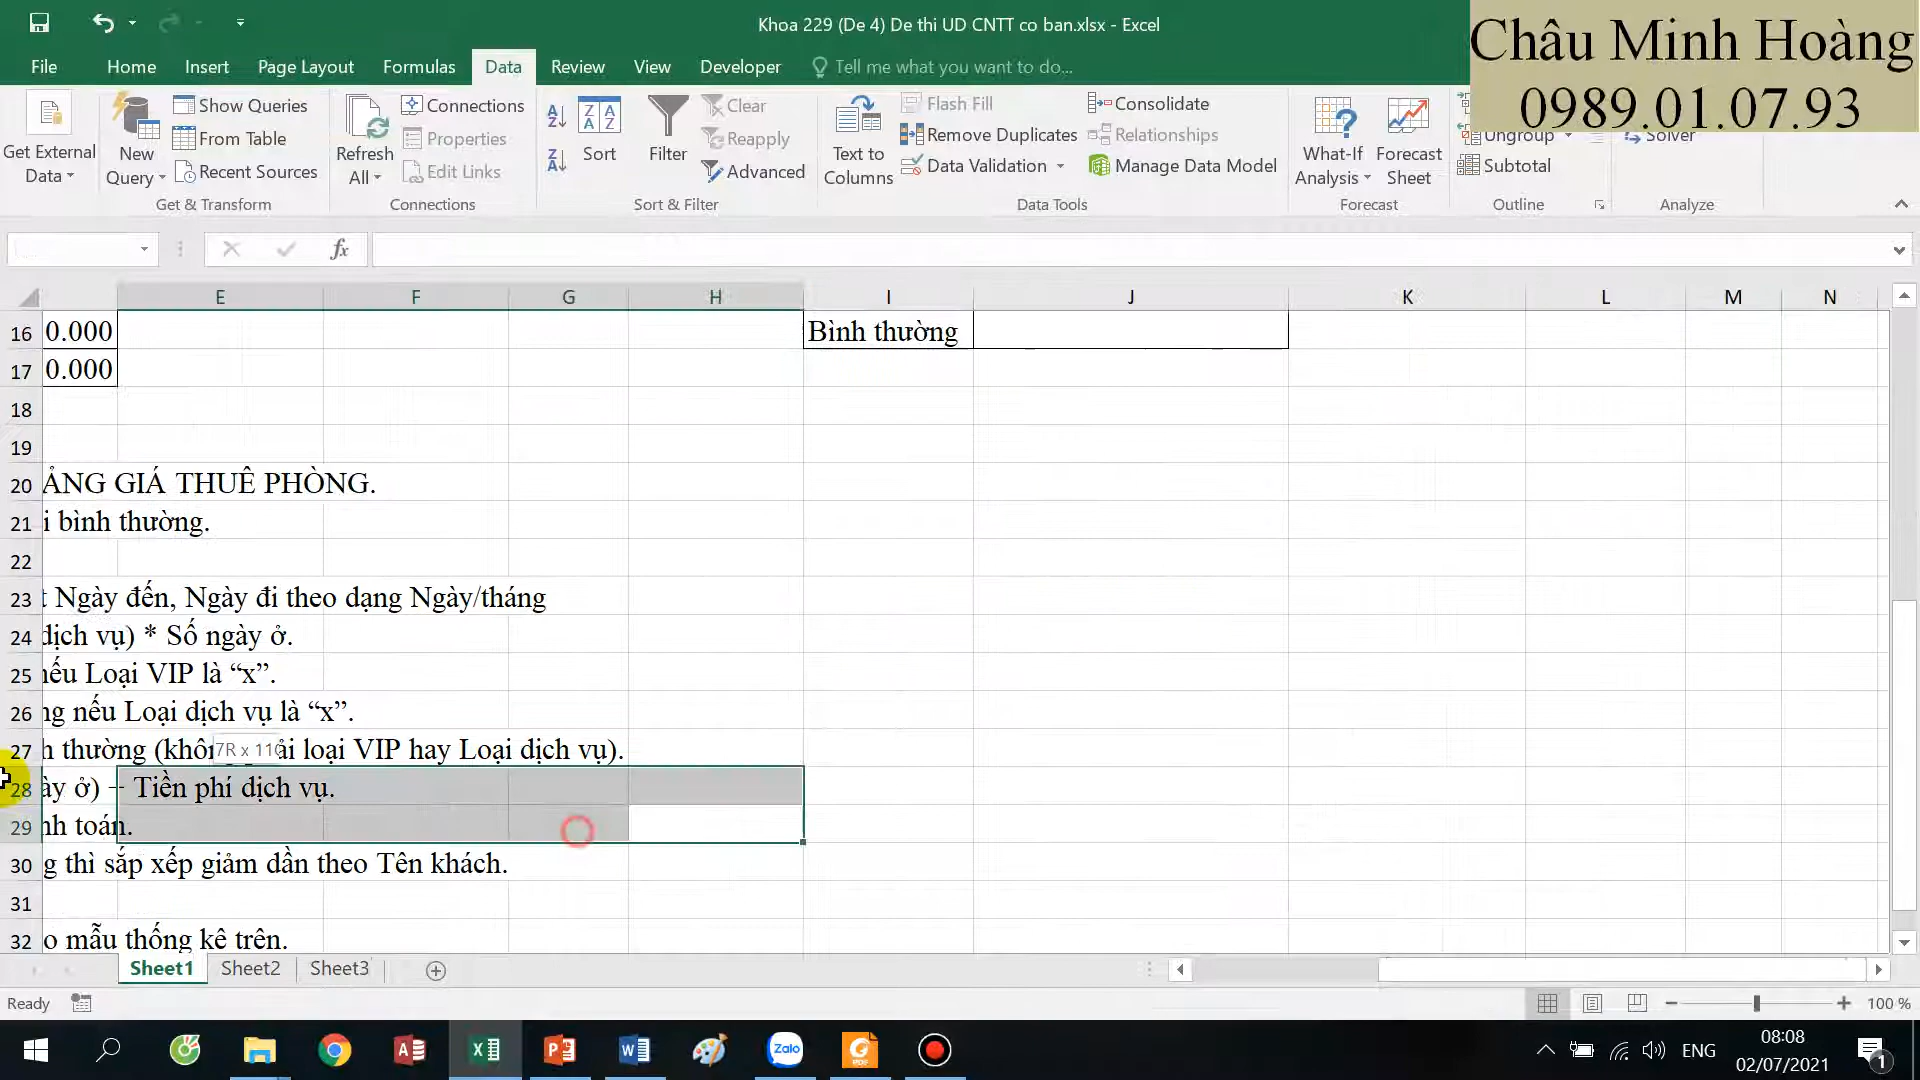 Khoa 229 (De 4) De thi UD CNTT co ban.xlsx - Excel
Châu Minh Hoàng
0989.01.07.93
File Home Insert Page Layout Formulas Data Review View Developer Tell me what you want to do...
Get External Data
New Query
Show Queries
From Table
Recent Sources
Get & Transform
Refresh All
Connections
Properties
Edit Links
Connections
Sort
Filter
Clear
Reapply
Advanced
Sort & Filter
Text to Columns
Flash Fill
Remove Duplicates
Data Validation
Consolidate
Relationships
Manage Data Model
Data Tools
What-If Analysis
Forecast Sheet
Forecast
Ungroup
Subtotal
Outline
Solver
Analyze
fx
E F G H I J K L M N
16 0.000 Bình thường
17 0.000
18
19
20 ẢNG GIÁ THUÊ PHÒNG.
21 i bình thường.
22
23 t Ngày đến, Ngày đi theo dạng Ngày/tháng
24 dịch vụ) * Số ngày ở.
25 nếu Loại VIP là “x”.
26 ng nếu Loại dịch vụ là “x”.
27 h thường (khôn ải loại VIP hay Loại dịch vụ).
28 ày ở) Tiền phí dịch vụ.
29 nh toán.
30 g thì sắp xếp giảm dần theo Tên khách.
31
32 o mẫu thống kê trên.
Sheet1 Sheet2 Sheet3
Ready
100 %
Zalo
PDF
ENG
08:08
02/07/2021
1